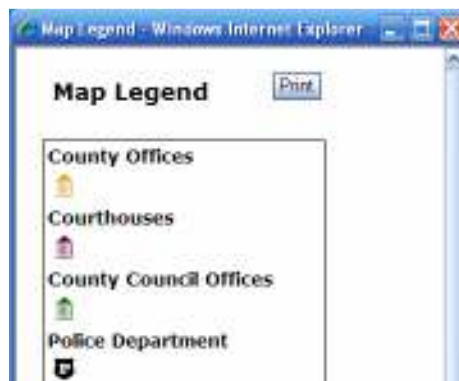 Map Legend - Windows Internet Explorer
Map Legend
Print
County Offices
Courthouses
County Council Offices
Police Department